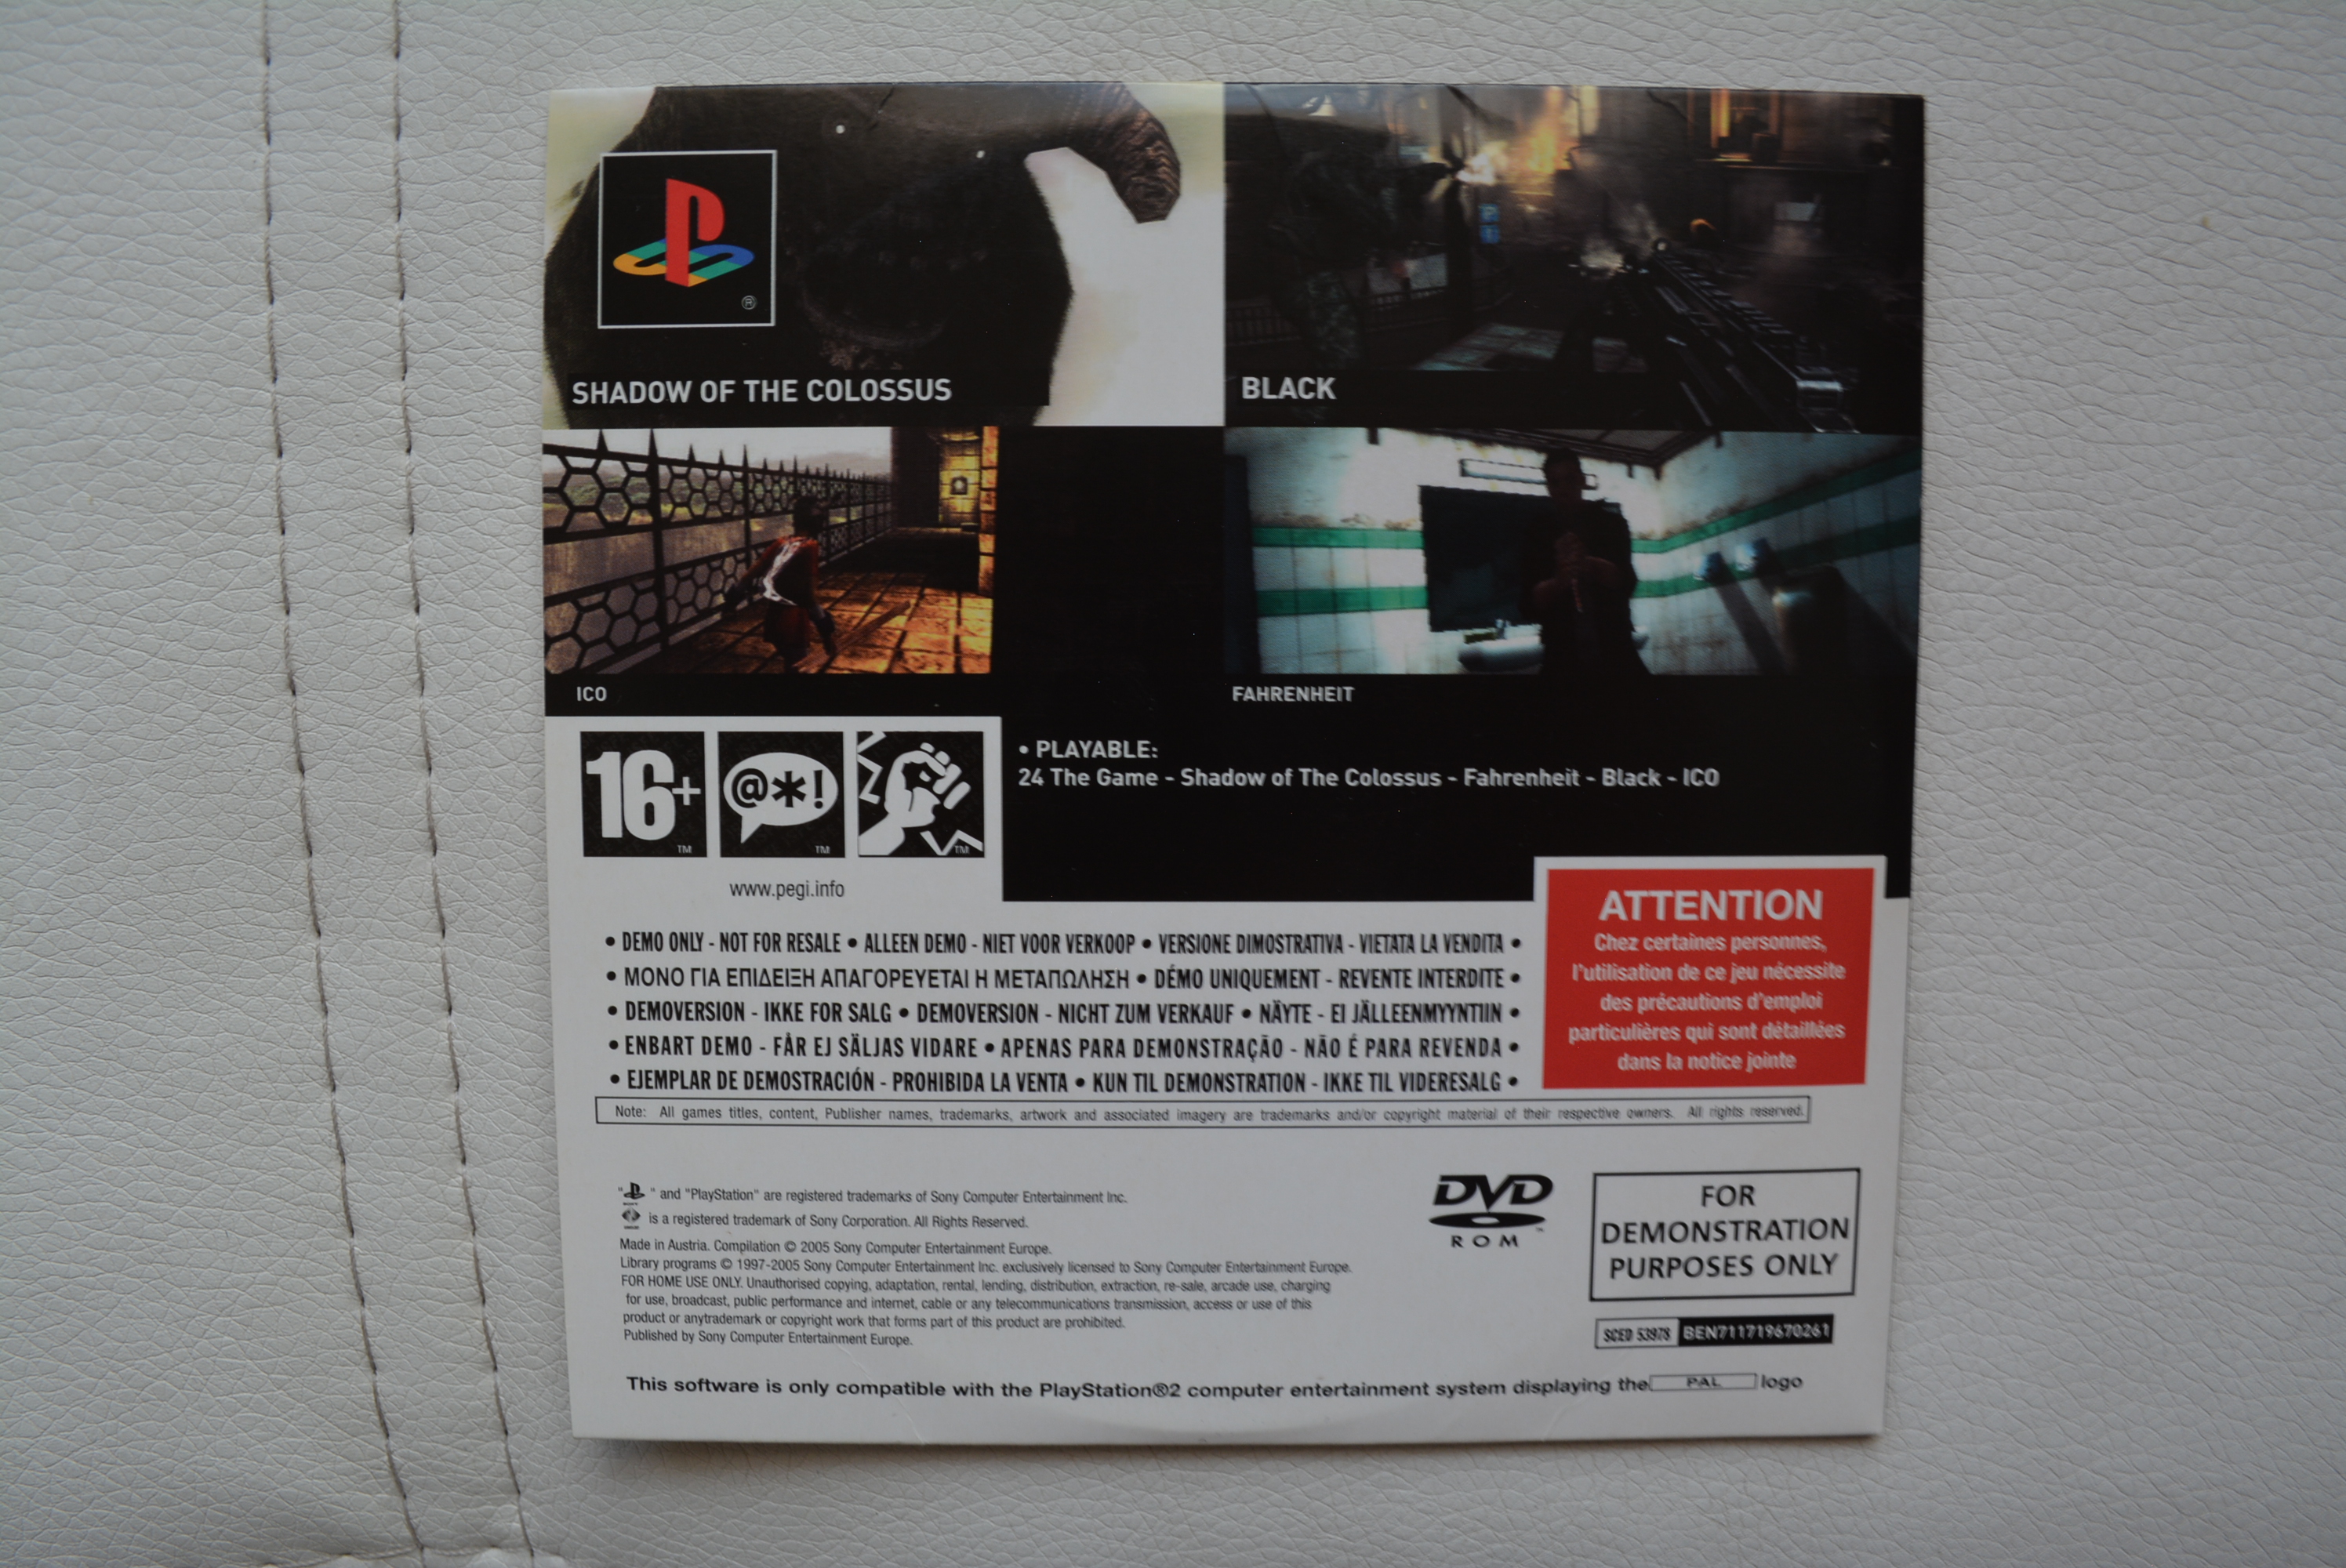 ®
SHADOW OF THE COLOSSUS
BLACK
ICO
FAHRENHEIT
• PLAYABLE:
24 The Game - Shadow of The Colossus - Fahrenheit - Black - ICO
16+ TM
@*! TM
TM
www.pegi.info
• DEMO ONLY - NOT FOR RESALE • ALLEEN DEMO - NIET VOOR VERKOOP • VERSIONE DIMOSTRATIVA - VIETATA LA VENDITA •
• ΜΟΝΟ ΓΙΑ ΕΠΙΔΕΙΞΗ ΑΠΑΓΟΡΕΥΕΤΑΙ Η ΜΕΤΑΠΩΛΗΣΗ • DÉMO UNIQUEMENT - REVENTE INTERDITE •
• DEMOVERSION - IKKE FOR SALG • DEMOVERSION - NICHT ZUM VERKAUF • NÄYTE - EI JÄLLEENMYYNTIIN •
• ENBART DEMO - FÅR EJ SÄLJAS VIDARE • APENAS PARA DEMONSTRAÇÃO - NÃO É PARA REVENDA •
• EJEMPLAR DE DEMOSTRACIÓN - PROHIBIDA LA VENTA • KUN TIL DEMONSTRATION - IKKE TIL VIDERESALG •
ATTENTION
Chez certaines personnes,
l'utilisation de ce jeu nécessite
des précautions d'emploi
particulières qui sont détaillées
dans la notice jointe
Note: All games titles, content, Publisher names, trademarks, artwork and associated imagery are trademarks and/or copyright material of their respective owners. All rights reserved.
" " and "PlayStation" are registered trademarks of Sony Computer Entertainment Inc.
is a registered trademark of Sony Corporation. All Rights Reserved.
Made in Austria. Compilation © 2005 Sony Computer Entertainment Europe.
Library programs © 1997-2005 Sony Computer Entertainment Inc. exclusively licensed to Sony Computer Entertainment Europe.
FOR HOME USE ONLY. Unauthorised copying, adaptation, rental, lending, distribution, extraction, re-sale, arcade use, charging
for use, broadcast, public performance and internet, cable or any telecommunications transmission, access or use of this
product or anytrademark or copyright work that forms part of this product are prohibited.
Published by Sony Computer Entertainment Europe.
DVD
ROM
FOR
DEMONSTRATION
PURPOSES ONLY
SCED 53978 BEN711719670261
This software is only compatible with the PlayStation®2 computer entertainment system displaying the PAL logo